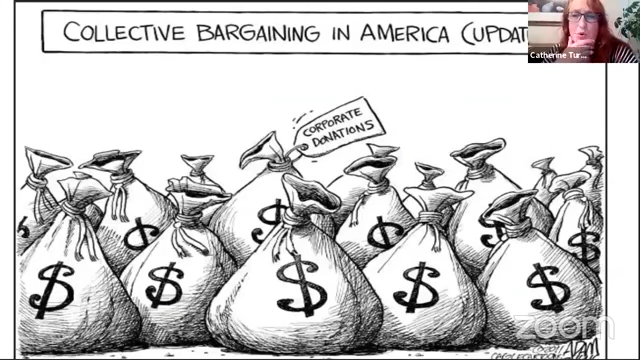 COLLECTIVE BARGAINING IN AMERICA (UPDAT
Catherine Tur...
CORPORATE
DONATIONS
$
$
$
$
$
$
$
$
$
zoom